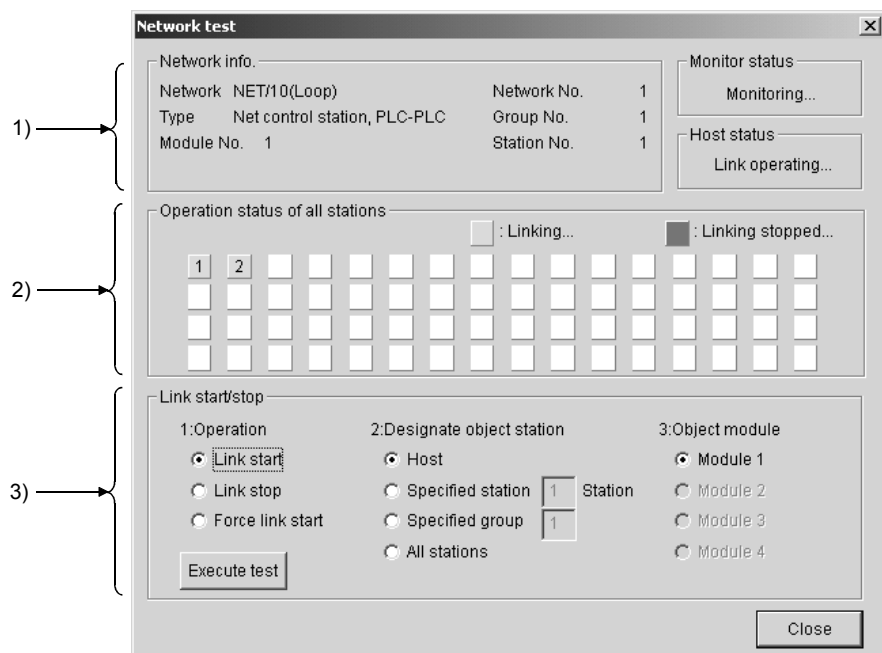 Network test
1)
Network info.
Network NET/10(Loop) Network No. 1
Type Net control station, PLC-PLC Group No. 1
Module No. 1 Station No. 1
Monitor status
Monitoring...
Host status
Link operating...
2)
Operation status of all stations
: Linking... : Linking stopped...
1 2
3)
Link start/stop
1:Operation 2:Designate object station 3:Object module
Link start Host Module 1
Link stop Specified station 1 Station Module 2
Force link start Specified group 1 Module 3
All stations Module 4
Execute test
Close